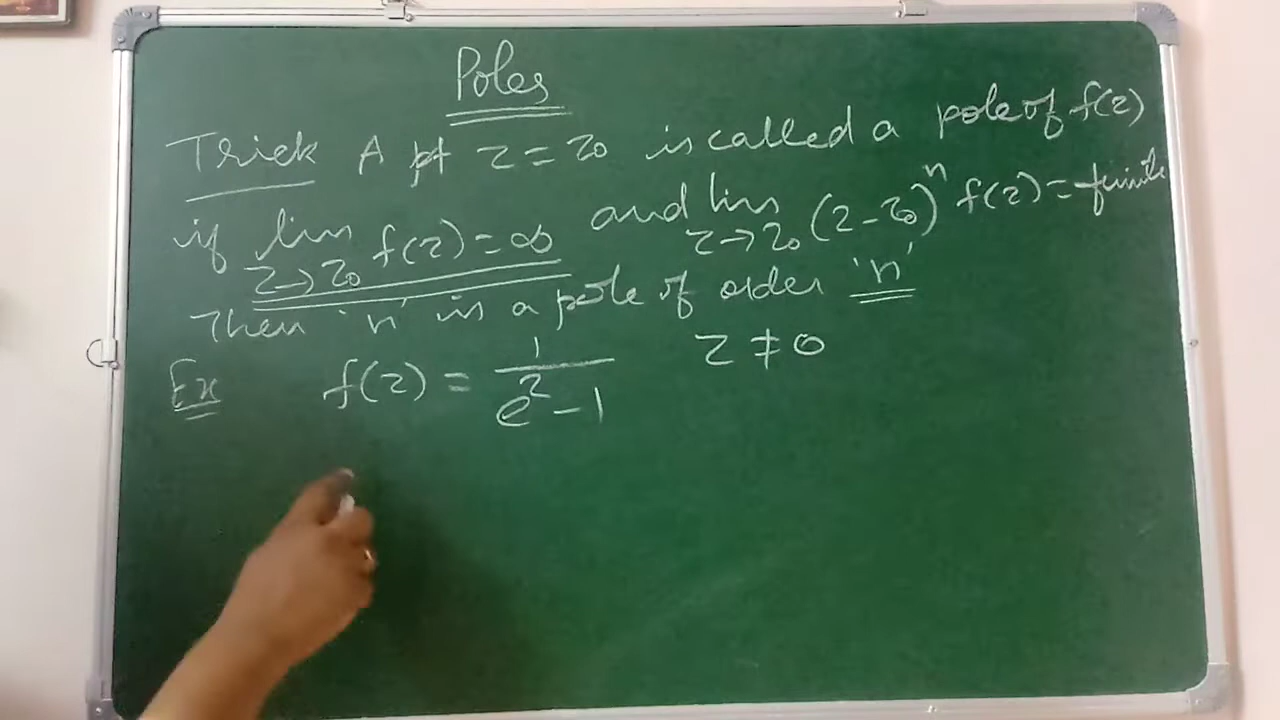 Poles
Trick A pt z = z₀ is called a pole of f(z)
if lim z→z₀ f(z) = ∞ and lim z→z₀ (z-z₀)ⁿ f(z) = finite
Then 'n' is a pole of order 'n'
Ex f(z) = 1/(e^z - 1) z ≠ 0